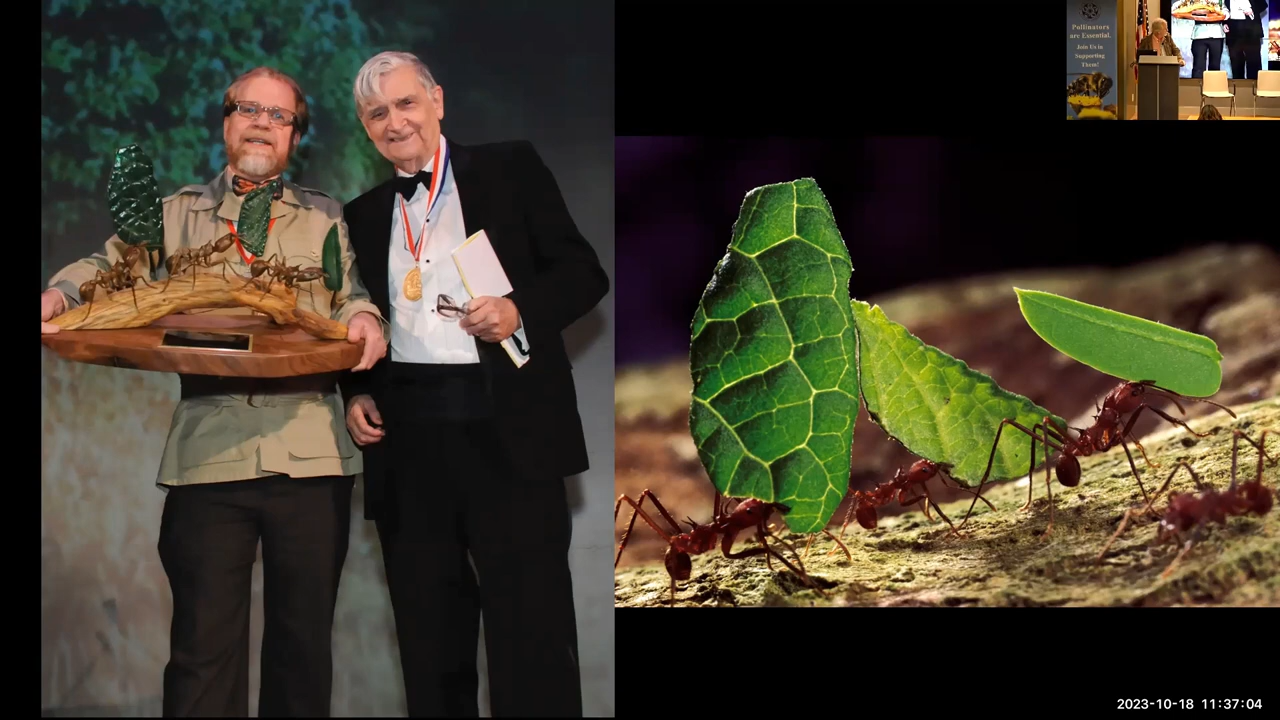 Pollinators
are Essential.
Join Us in
Supporting
Them!
2023-10-18 11:37:04